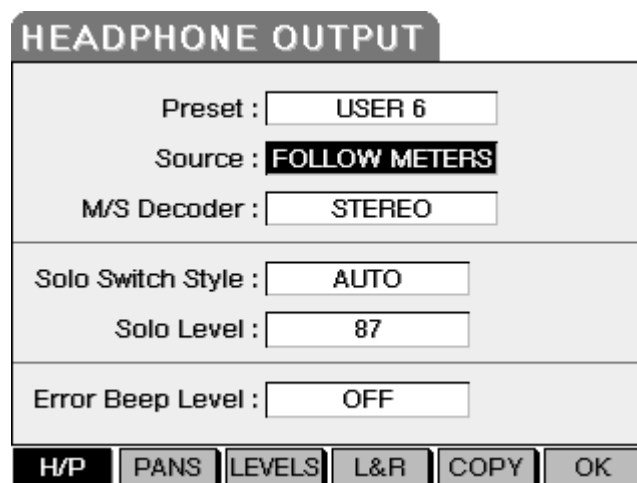 HEADPHONE OUTPUT
Preset : USER 6
Source : FOLLOW METERS
M/S Decoder : STEREO
Solo Switch Style : AUTO
Solo Level : 87
Error Beep Level : OFF
H/P PANS LEVELS L&R COPY OK